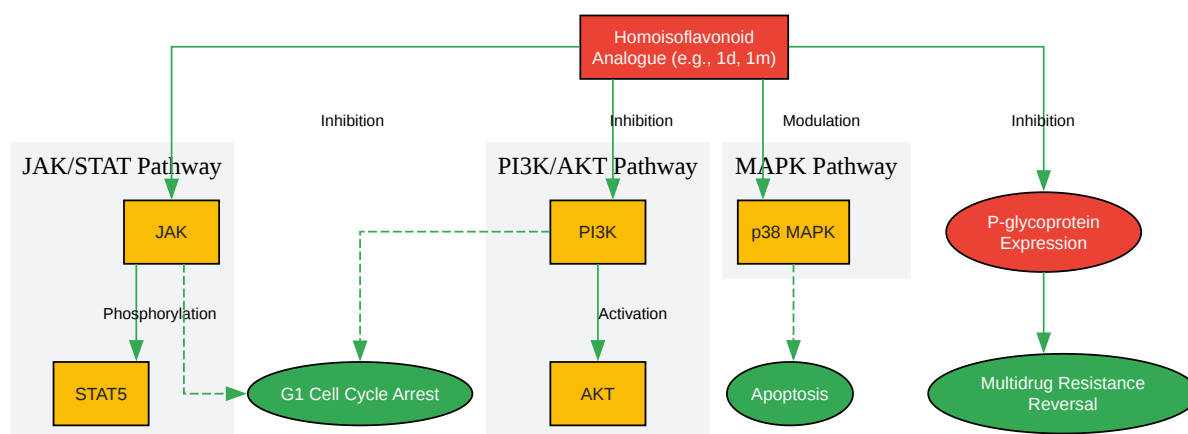 Homoisoflavonoid
Analogue (e.g., 1d, 1m)
Inhibition
Inhibition
Modulation
Inhibition
JAK/STAT Pathway
PI3K/AKT Pathway
MAPK Pathway
JAK
PI3K
p38 MAPK
P-glycoprotein
Expression
Phosphorylation
Activation
STAT5
G1 Cell Cycle Arrest
AKT
Apoptosis
Multidrug Resistance
Reversal